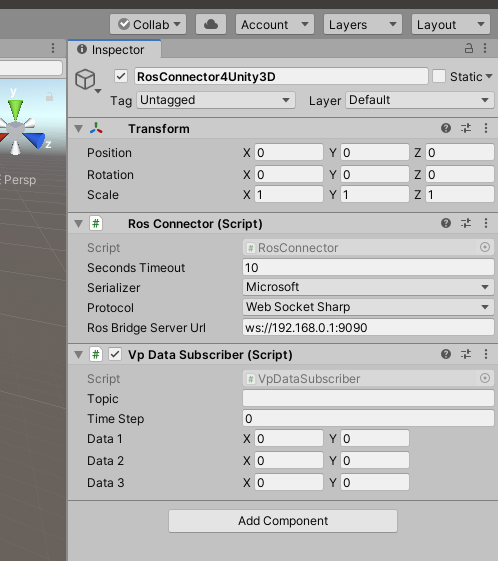 Collab Account Layers Layout
Inspector
RosConnector4Unity3D Static
Tag Untagged Layer Default
y
z
Persp
Transform
Position X 0 Y 0 Z 0
Rotation X 0 Y 0 Z 0
Scale X 1 Y 1 Z 1
# Ros Connector (Script)
Script # RosConnector
Seconds Timeout 10
Serializer Microsoft
Protocol Web Socket Sharp
Ros Bridge Server Url ws://192.168.0.1:9090
# Vp Data Subscriber (Script)
Script # VpDataSubscriber
Topic
Time Step 0
Data 1 X 0 Y 0
Data 2 X 0 Y 0
Data 3 X 0 Y 0
Add Component